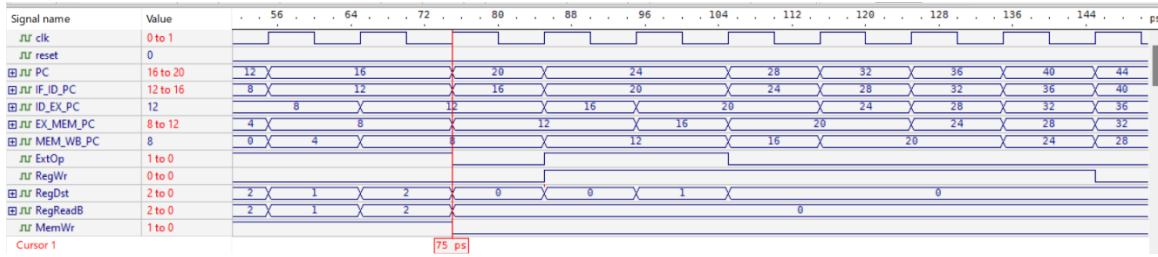 Signal name Value 56 64 72 80 88 96 104 112 120 128 136 144 ps
clk 0 to 1
reset 0
PC 16 to 20 12 16 20 24 28 32 36 40 44
IF_ID_PC 12 to 16 8 12 16 20 24 28 32 36 40
ID_EX_PC 12 8 12 16 20 24 28 32 36
EX_MEM_PC 8 to 12 4 8 12 16 20 24 28 32
MEM_WB_PC 8 0 4 8 12 16 20 24 28
ExtOp 1 to 0
RegWr 0 to 0
RegDst 2 to 0 2 1 2 0 0 1 0
RegReadB 2 to 0 2 1 2 0
MemWr 1 to 0
Cursor 1 75 ps